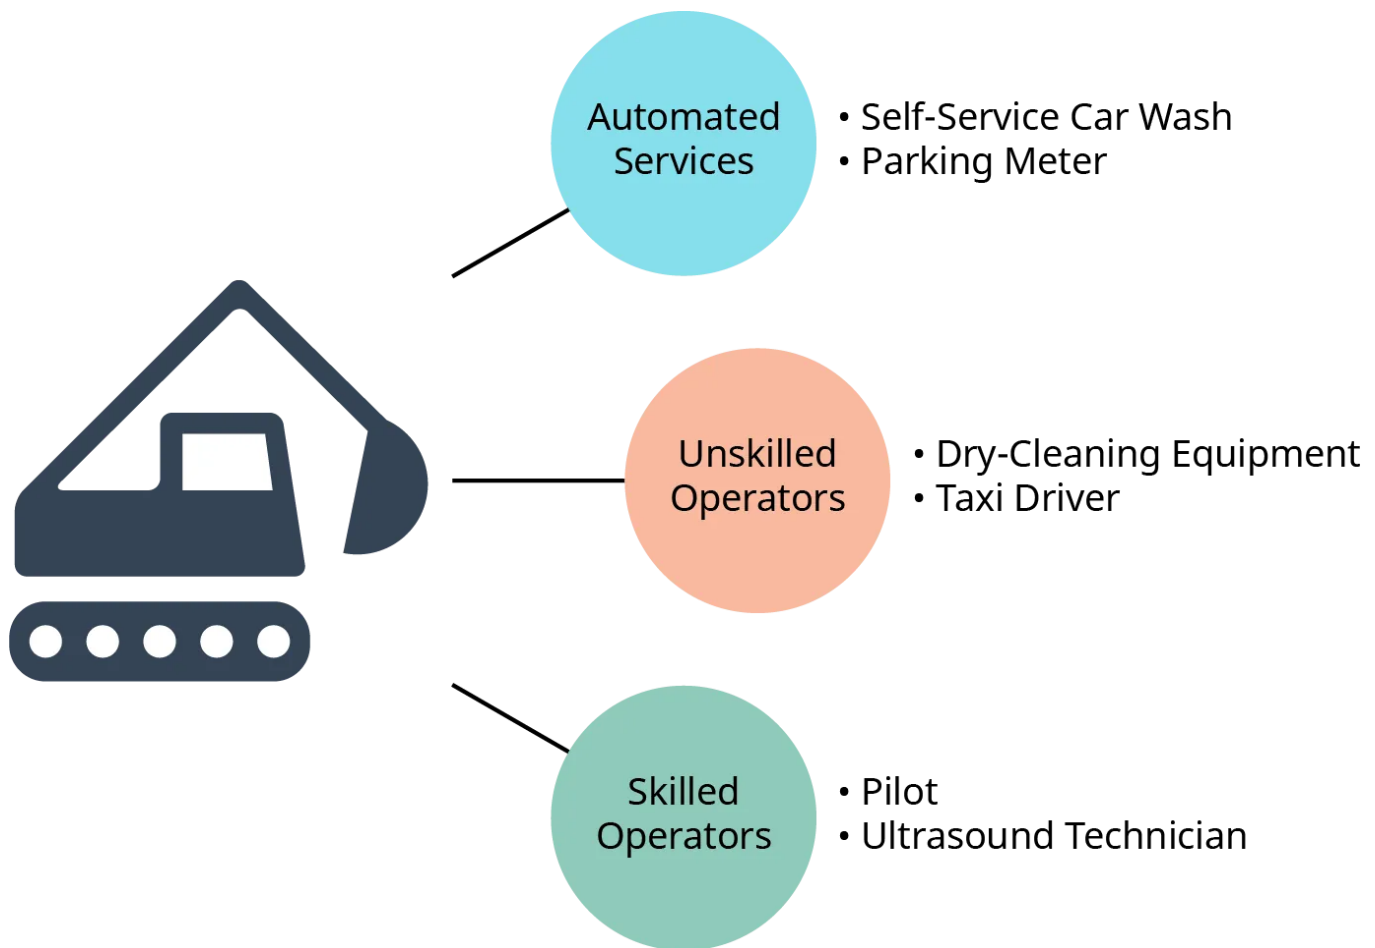 Automated
Services
• Self-Service Car Wash
• Parking Meter
Unskilled
Operators
• Dry-Cleaning Equipment
• Taxi Driver
Skilled
Operators
• Pilot
• Ultrasound Technician